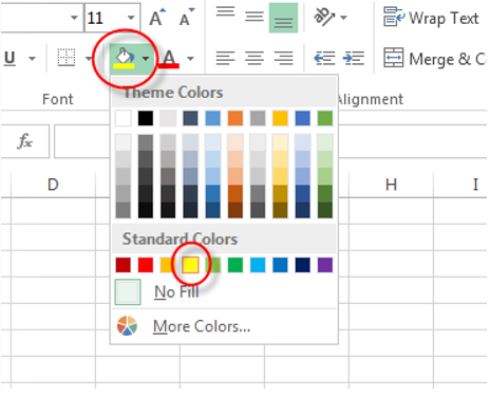 11 A A Wrap Text
U A Merge & C
Font Alignment
fx
D H I
Theme Colors
Standard Colors
No Fill
More Colors...